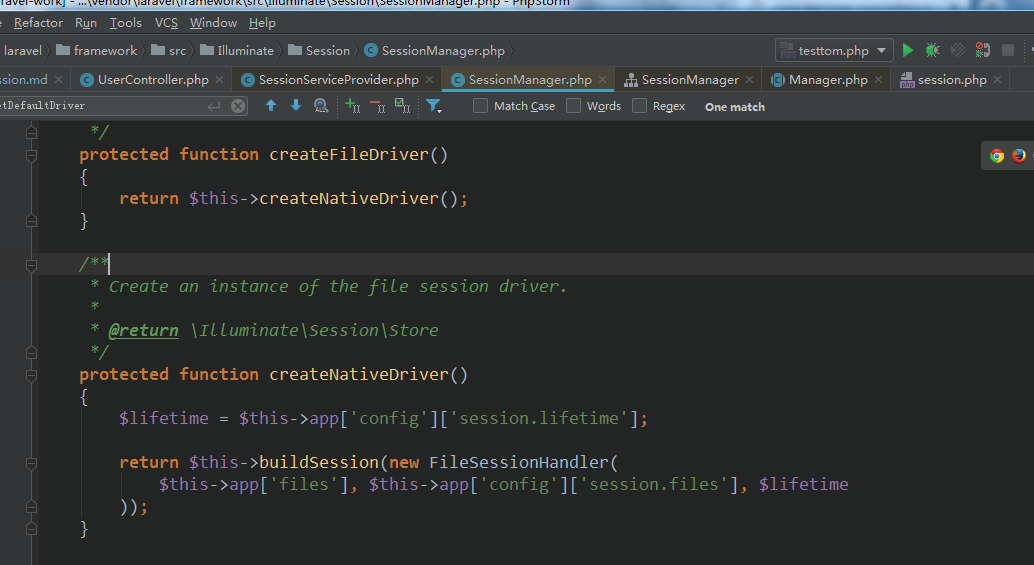 ravel-work] - ...\vendor\laravel\framework\src\Illuminate\Session\SessionManager.php - PhpStorm
Refactor Run Tools VCS Window Help
laravel framework src Illuminate Session SessionManager.php testtom.php
ssion.md UserController.php SessionServiceProvider.php SessionManager.php SessionManager Manager.php session.php
etDefaultDriver Match Case Words Regex One match
*/
protected function createFileDriver()
{
return $this->createNativeDriver();
}
/**
* Create an instance of the file session driver.
*
* @return \Illuminate\Session\Store
*/
protected function createNativeDriver()
{
$lifetime = $this->app['config']['session.lifetime'];
return $this->buildSession(new FileSessionHandler(
$this->app['files'], $this->app['config']['session.files'], $lifetime
));
}